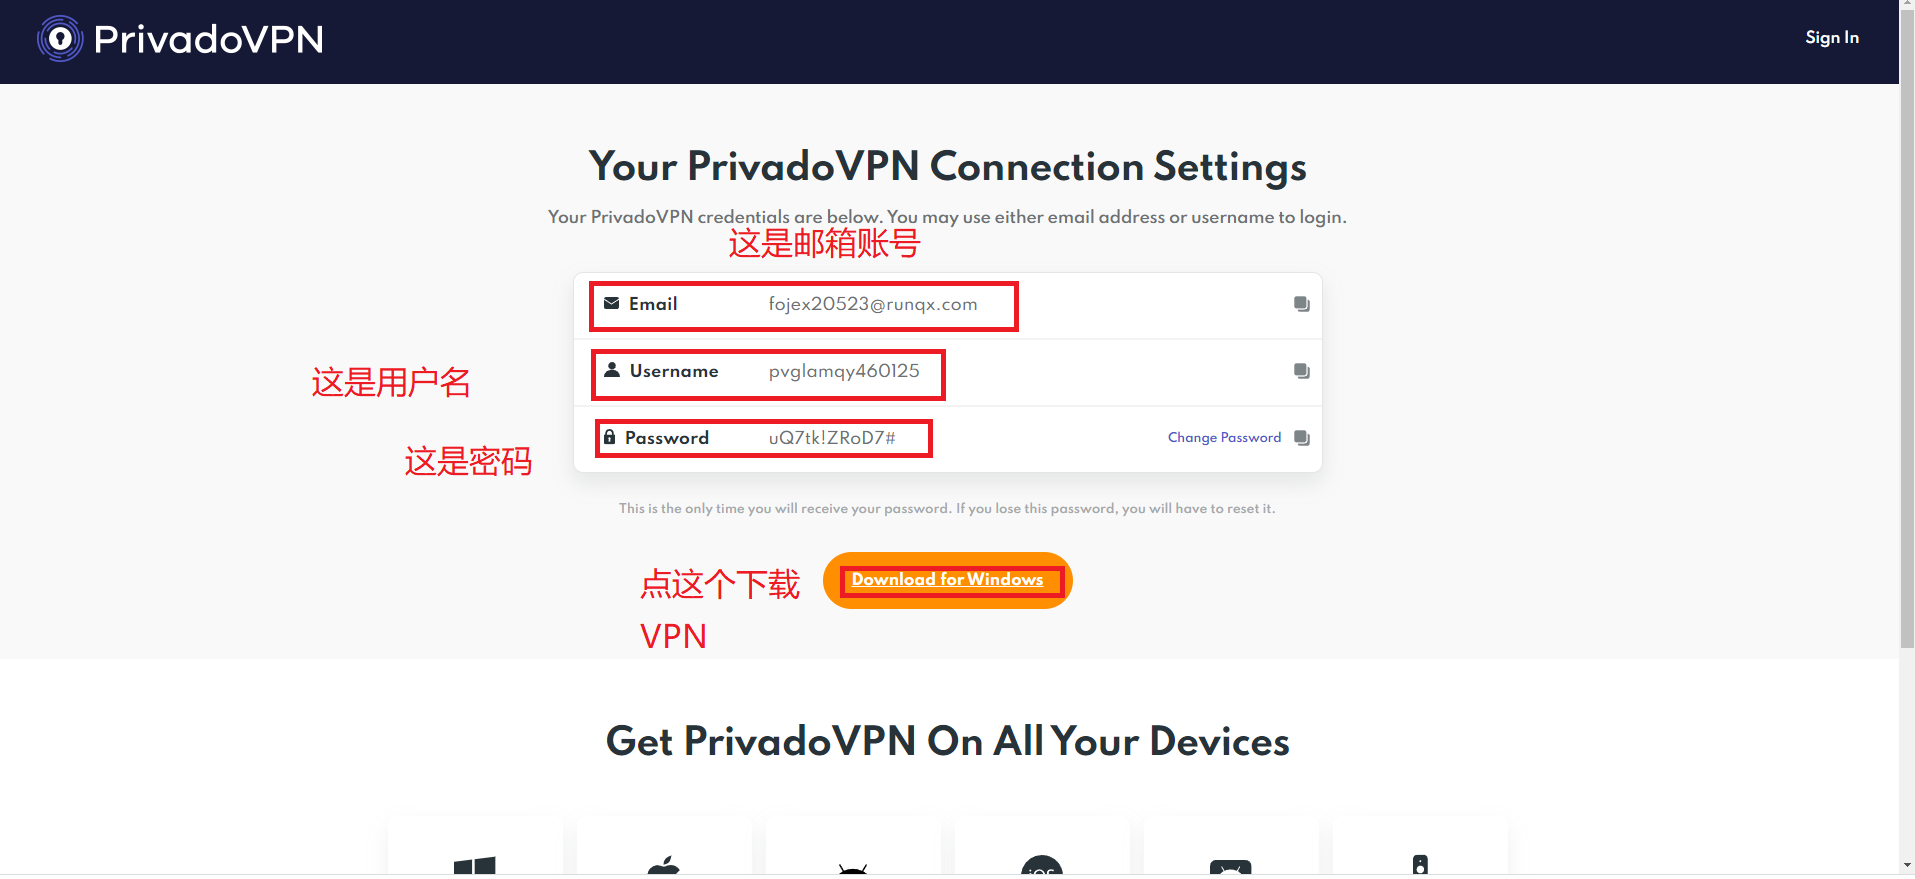 PrivadoVPN
Sign In
Your PrivadoVPN Connection Settings
Your PrivadoVPN credentials are below. You may use either email address or username to login.
这是邮箱账号
Email fojex20523@runqx.com
这是用户名
Username pvglamqy460125
这是密码
Password uQ7tk!ZRoD7# Change Password
This is the only time you will receive your password. If you lose this password, you will have to reset it.
点这个下载
VPN
Download for Windows
Get PrivadoVPN On All Your Devices
iOS